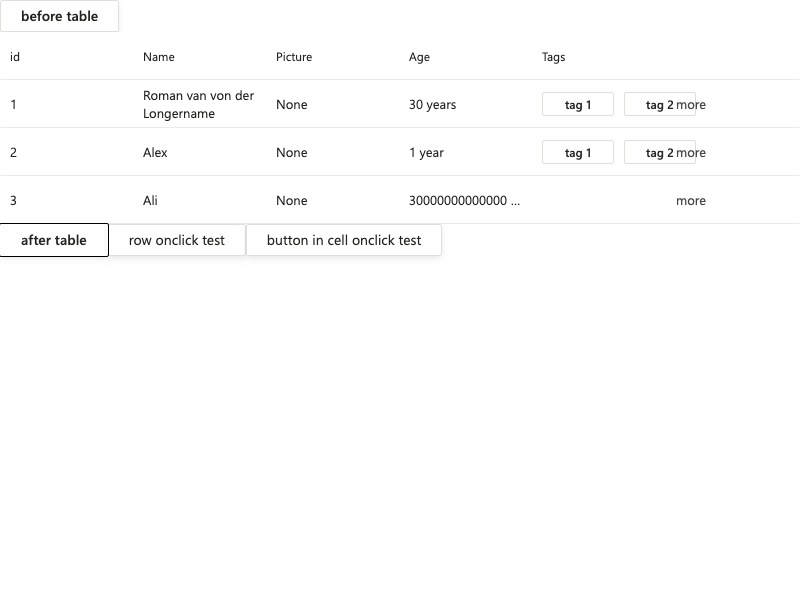 before table
id Name Picture Age Tags
1 Roman van von der Longername None 30 years tag 1 tag 2 more
2 Alex None 1 year tag 1 tag 2 more
3 Ali None 30000000000000 ... more
after table row onclick test button in cell onclick test